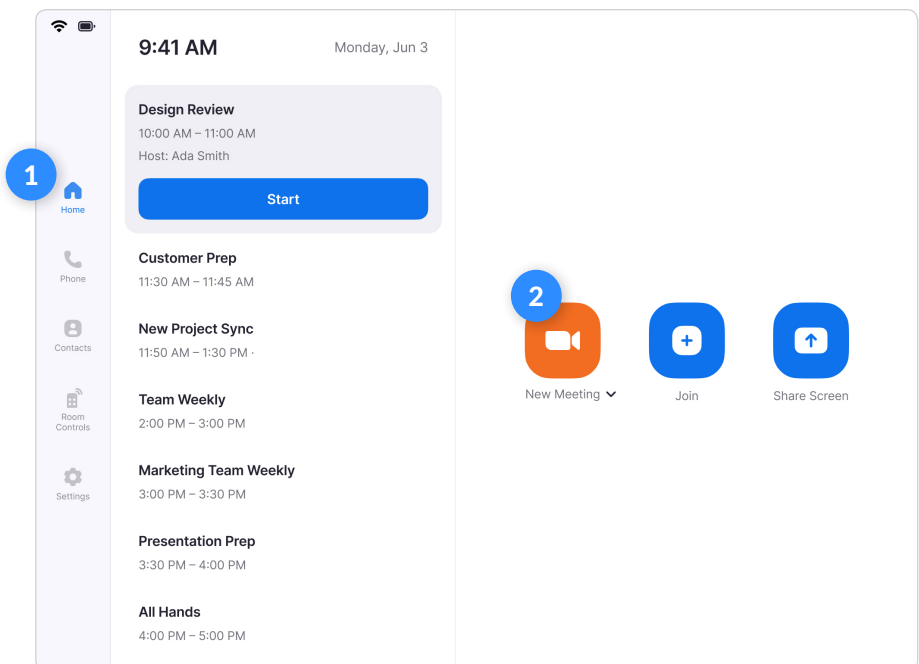 9:41 AM
Monday, Jun 3
1
Home
Phone
Contacts
Room
Controls
Settings
Design Review
10:00 AM – 11:00 AM
Host: Ada Smith
Start
Customer Prep
11:30 AM – 11:45 AM
New Project Sync
11:50 AM – 1:30 PM ·
Team Weekly
2:00 PM – 3:00 PM
Marketing Team Weekly
3:00 PM – 3:30 PM
Presentation Prep
3:30 PM – 4:00 PM
All Hands
4:00 PM – 5:00 PM
2
New Meeting
Join
Share Screen